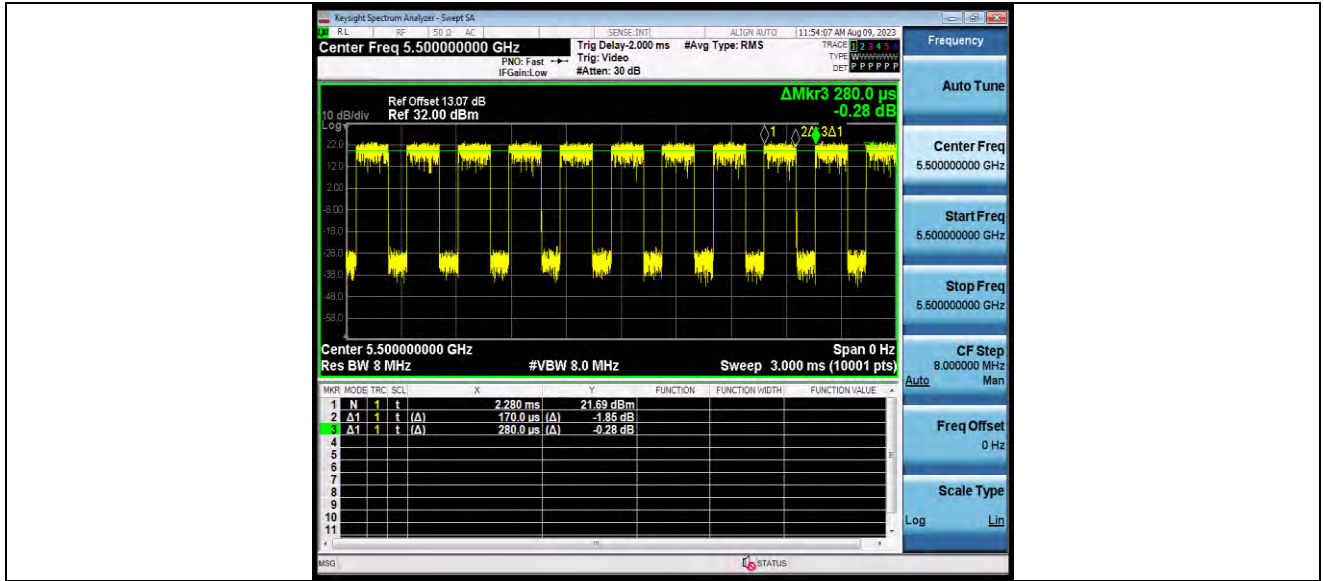 Keysight Spectrum Analyzer - Swept SA
RL RF 50 Ω AC SENSE:INT ALIGN AUTO 11:54:07 AM Aug 09, 2023
Center Freq 5.500000000 GHz
Trig Delay-2.000 ms #Avg Type: RMS
PNO: Fast Trig: Video
IFGain:Low #Atten: 30 dB
TRACE 1 2 3 4 5 6
TYPE WWWWWW
DET P P P P P P
Frequency
Auto Tune
Center Freq
5.500000000 GHz
Start Freq
5.500000000 GHz
Stop Freq
5.500000000 GHz
CF Step
8.000000 MHz
Auto Man
Freq Offset
0 Hz
Scale Type
Log Lin
ΔMkr3 280.0 µs
-0.28 dB
Ref Offset 13.07 dB
10 dB/div Ref 32.00 dBm
Log
1 2Δ 3Δ1
22.0
12.0
2.00
-8.00
-18.0
-28.0
-38.0
-48.0
-58.0
Center 5.500000000 GHz Span 0 Hz
Res BW 8 MHz #VBW 8.0 MHz Sweep 3.000 ms (10001 pts)
MKR MODE TRC SCL X Y FUNCTION FUNCTION WIDTH FUNCTION VALUE
1 N 1 t 2.280 ms 21.69 dBm
2 Δ1 1 t (Δ) 170.0 µs (Δ) -1.85 dB
3 Δ1 1 t (Δ) 280.0 µs (Δ) -0.28 dB
4
5
6
7
8
9
10
11
MSG STATUS